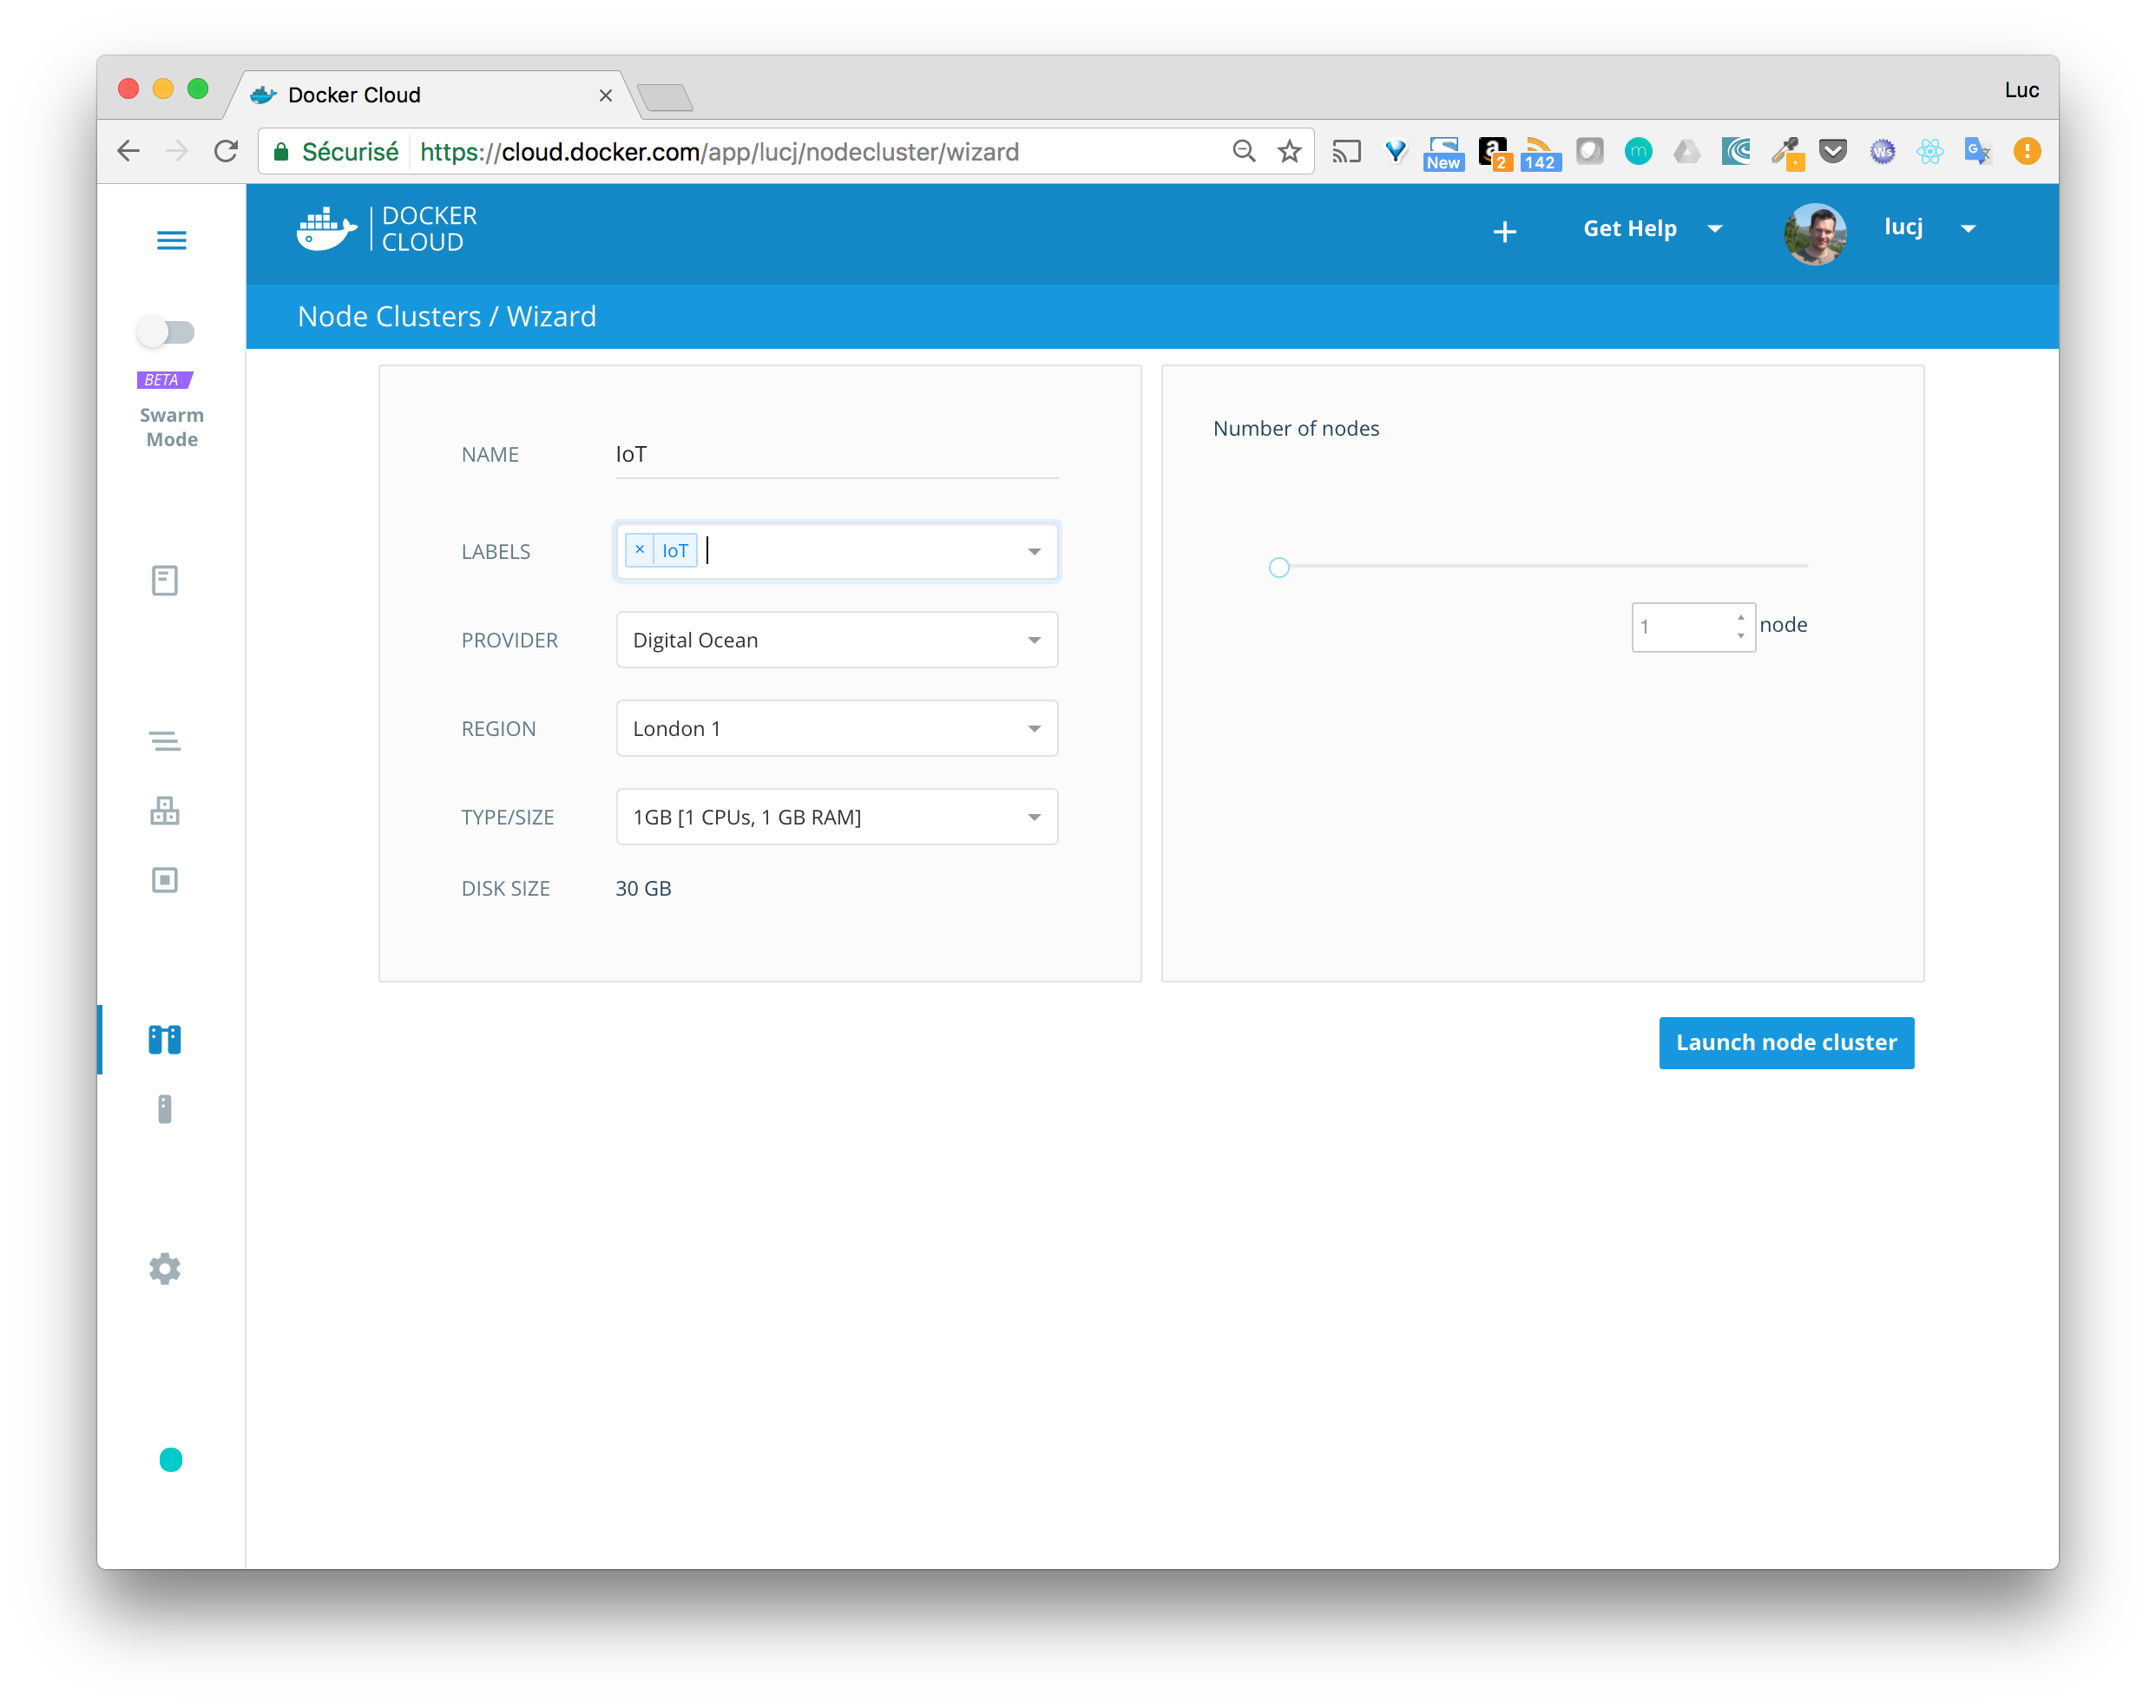 Docker Cloud
Luc
Sécurisé https://cloud.docker.com/app/lucj/nodecluster/wizard
New
a
2
142
m
Ws
G
DOCKER
CLOUD
Get Help
lucj
Node Clusters / Wizard
BETA
Swarm
Mode
NAME IoT
LABELS × IoT
PROVIDER Digital Ocean
REGION London 1
TYPE/SIZE 1GB [1 CPUs, 1 GB RAM]
DISK SIZE 30 GB
Number of nodes
1 node
Launch node cluster